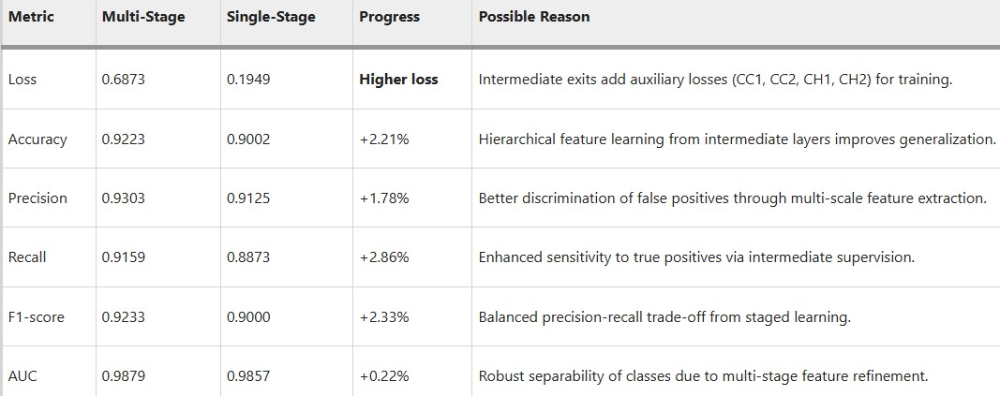 Metric Multi-Stage Single-Stage Progress Possible Reason
Loss 0.6873 0.1949 Higher loss Intermediate exits add auxiliary losses (CC1, CC2, CH1, CH2) for training.
Accuracy 0.9223 0.9002 +2.21% Hierarchical feature learning from intermediate layers improves generalization.
Precision 0.9303 0.9125 +1.78% Better discrimination of false positives through multi-scale feature extraction.
Recall 0.9159 0.8873 +2.86% Enhanced sensitivity to true positives via intermediate supervision.
F1-score 0.9233 0.9000 +2.33% Balanced precision-recall trade-off from staged learning.
AUC 0.9879 0.9857 +0.22% Robust separability of classes due to multi-stage feature refinement.